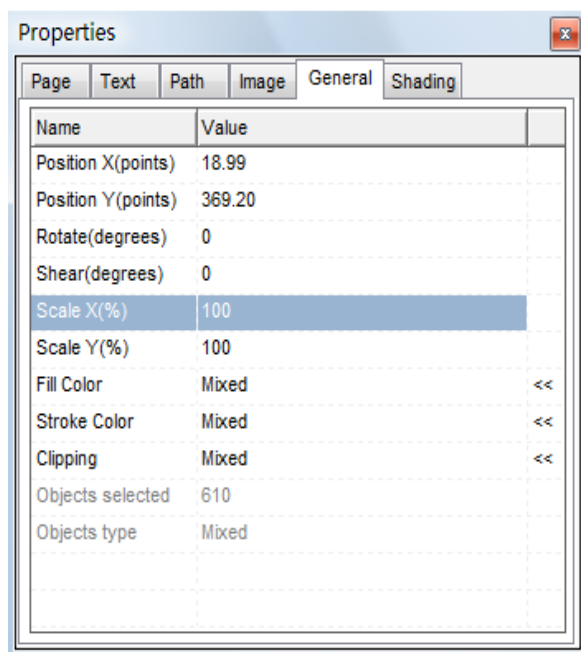 Properties
Page Text Path Image General Shading
Name Value
Position X(points) 18.99
Position Y(points) 369.20
Rotate(degrees) 0
Shear(degrees) 0
Scale X(%) 100
Scale Y(%) 100
Fill Color Mixed <<
Stroke Color Mixed <<
Clipping Mixed <<
Objects selected 610
Objects type Mixed